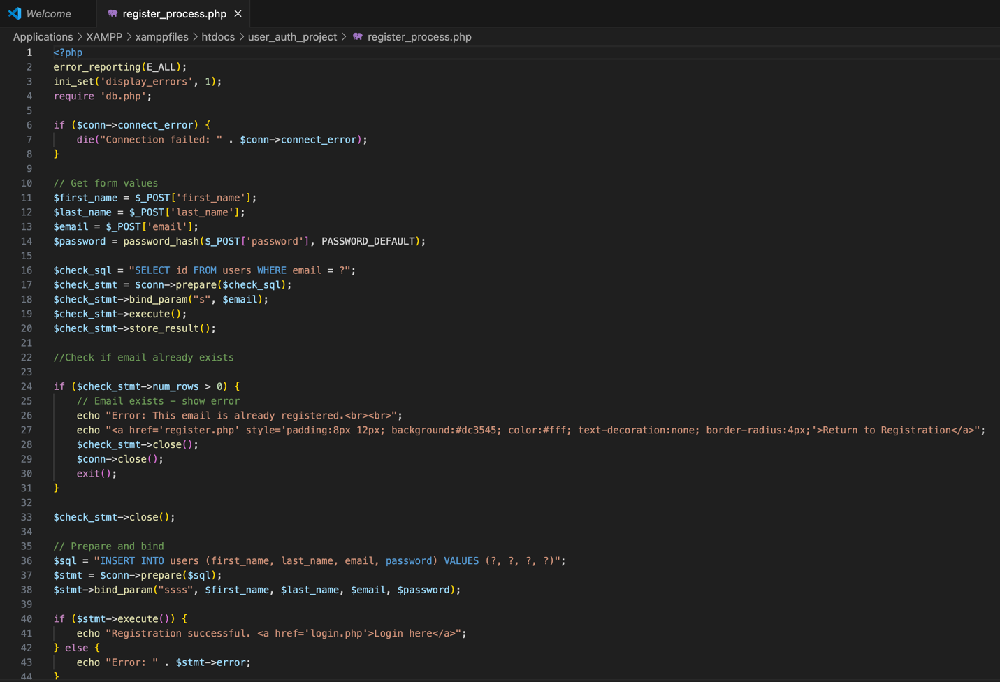 Welcome
register_process.php
Applications > XAMPP > xamppfiles > htdocs > user_auth_project > register_process.php
1 <?php
2 error_reporting(E_ALL);
3 ini_set('display_errors', 1);
4 require 'db.php';
5
6 if ($conn->connect_error) {
7     die("Connection failed: " . $conn->connect_error);
8 }
9
10 // Get form values
11 $first_name = $_POST['first_name'];
12 $last_name = $_POST['last_name'];
13 $email = $_POST['email'];
14 $password = password_hash($_POST['password'], PASSWORD_DEFAULT);
15
16 $check_sql = "SELECT id FROM users WHERE email = ?";
17 $check_stmt = $conn->prepare($check_sql);
18 $check_stmt->bind_param("s", $email);
19 $check_stmt->execute();
20 $check_stmt->store_result();
21
22 //Check if email already exists
23
24 if ($check_stmt->num_rows > 0) {
25     // Email exists – show error
26     echo "Error: This email is already registered.<br><br>";
27     echo "<a href='register.php' style='padding:8px 12px; background:#dc3545; color:#fff; text-decoration:none; border-radius:4px;'>Return to Registration</a>";
28     $check_stmt->close();
29     $conn->close();
30     exit();
31 }
32
33 $check_stmt->close();
34
35 // Prepare and bind
36 $sql = "INSERT INTO users (first_name, last_name, email, password) VALUES (?, ?, ?, ?)";
37 $stmt = $conn->prepare($sql);
38 $stmt->bind_param("ssss", $first_name, $last_name, $email, $password);
39
40 if ($stmt->execute()) {
41     echo "Registration successful. <a href='login.php'>Login here</a>";
42 } else {
43     echo "Error: " . $stmt->error;
44 }